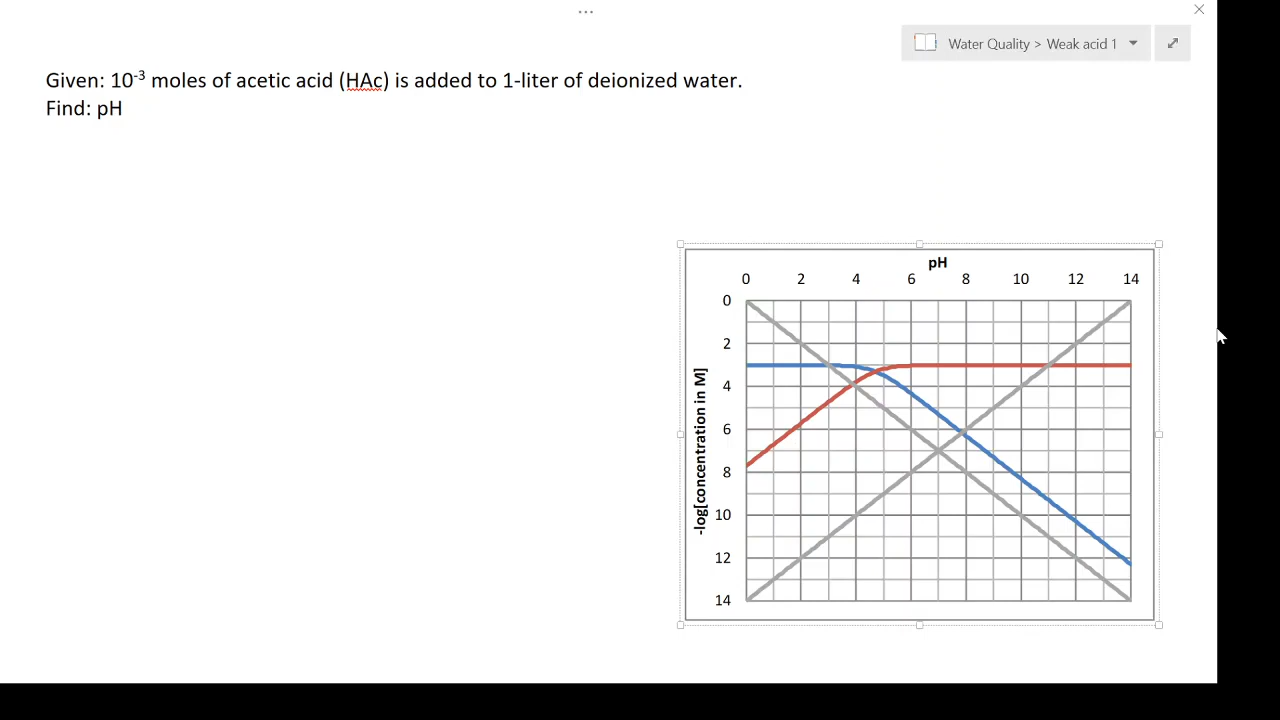 ...
Water Quality > Weak acid 1
Given: 10⁻³ moles of acetic acid (HAc) is added to 1-liter of deionized water.
Find: pH
pH
0 2 4 6 8 10 12 14
-log[concentration in M]
0
2
4
6
8
10
12
14